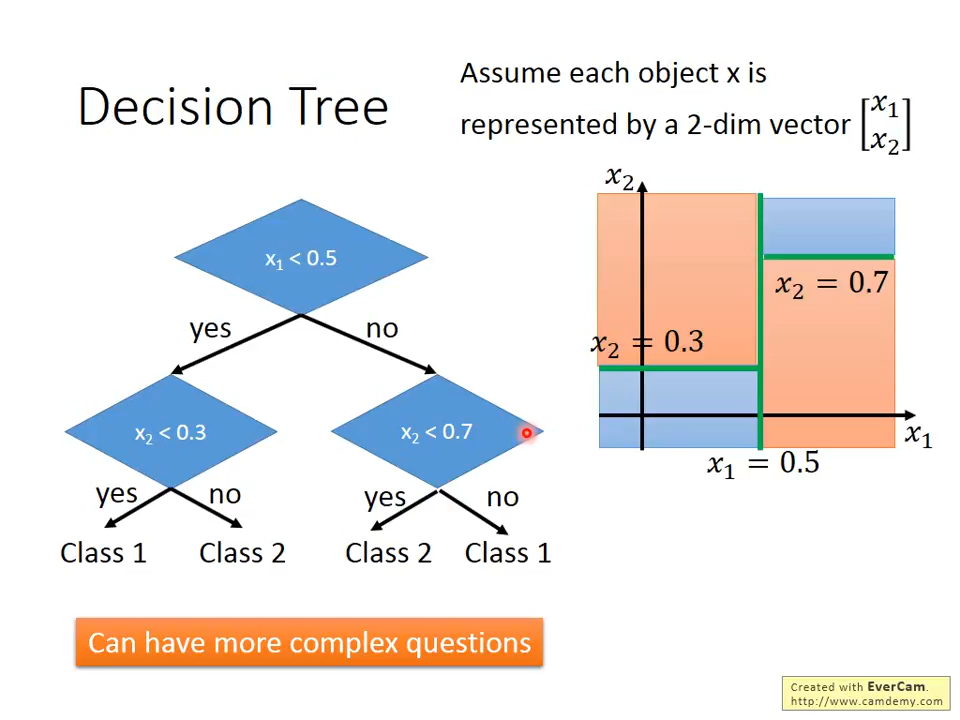 Decision Tree
Assume each object x is
represented by a 2-dim vector [x₁ x₂]
x₁ < 0.5
yes
no
x₂ < 0.3
x₂ < 0.7
yes
no
yes
no
Class 1
Class 2
Class 2
Class 1
x₂
x₂ = 0.7
x₂ = 0.3
x₁
x₁ = 0.5
Can have more complex questions
Created with EverCam.
http://www.camdemy.com